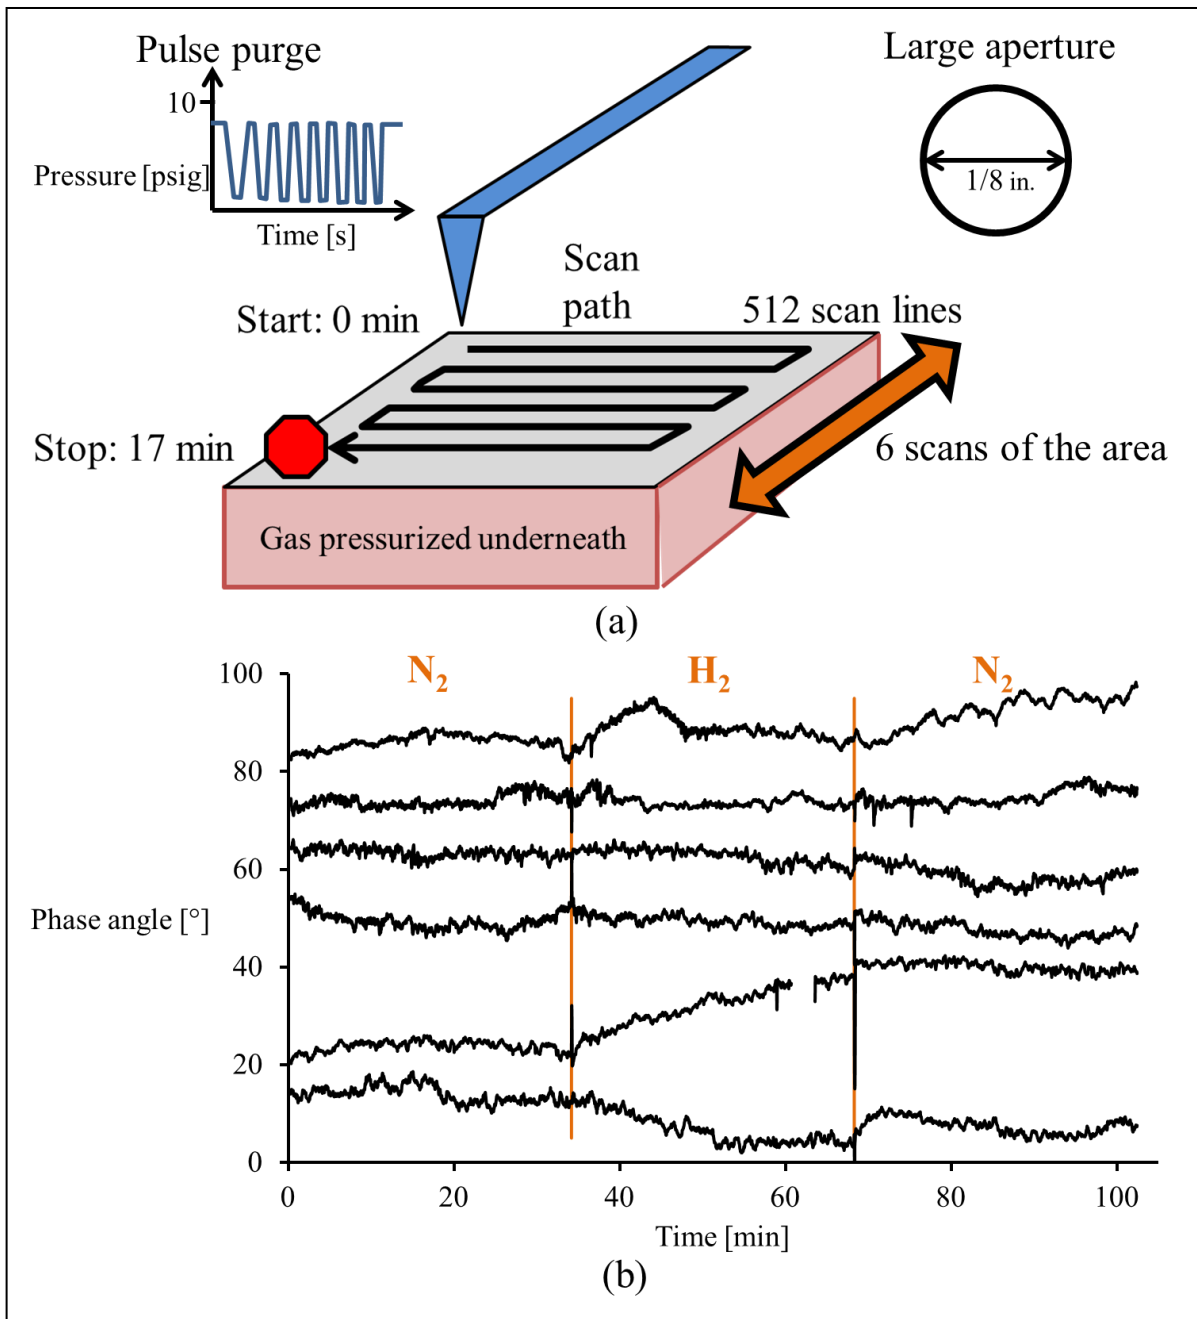 Pulse purge
Large aperture
10
Pressure [psig]
1/8 in.
Time [s]
Scan
path
Start: 0 min
512 scan lines
Stop: 17 min
6 scans of the area
Gas pressurized underneath
(a)
N₂
H₂
N₂
100
80
60
Phase angle [°]
40
20
0
0
20
40
60
80
100
Time [min]
(b)